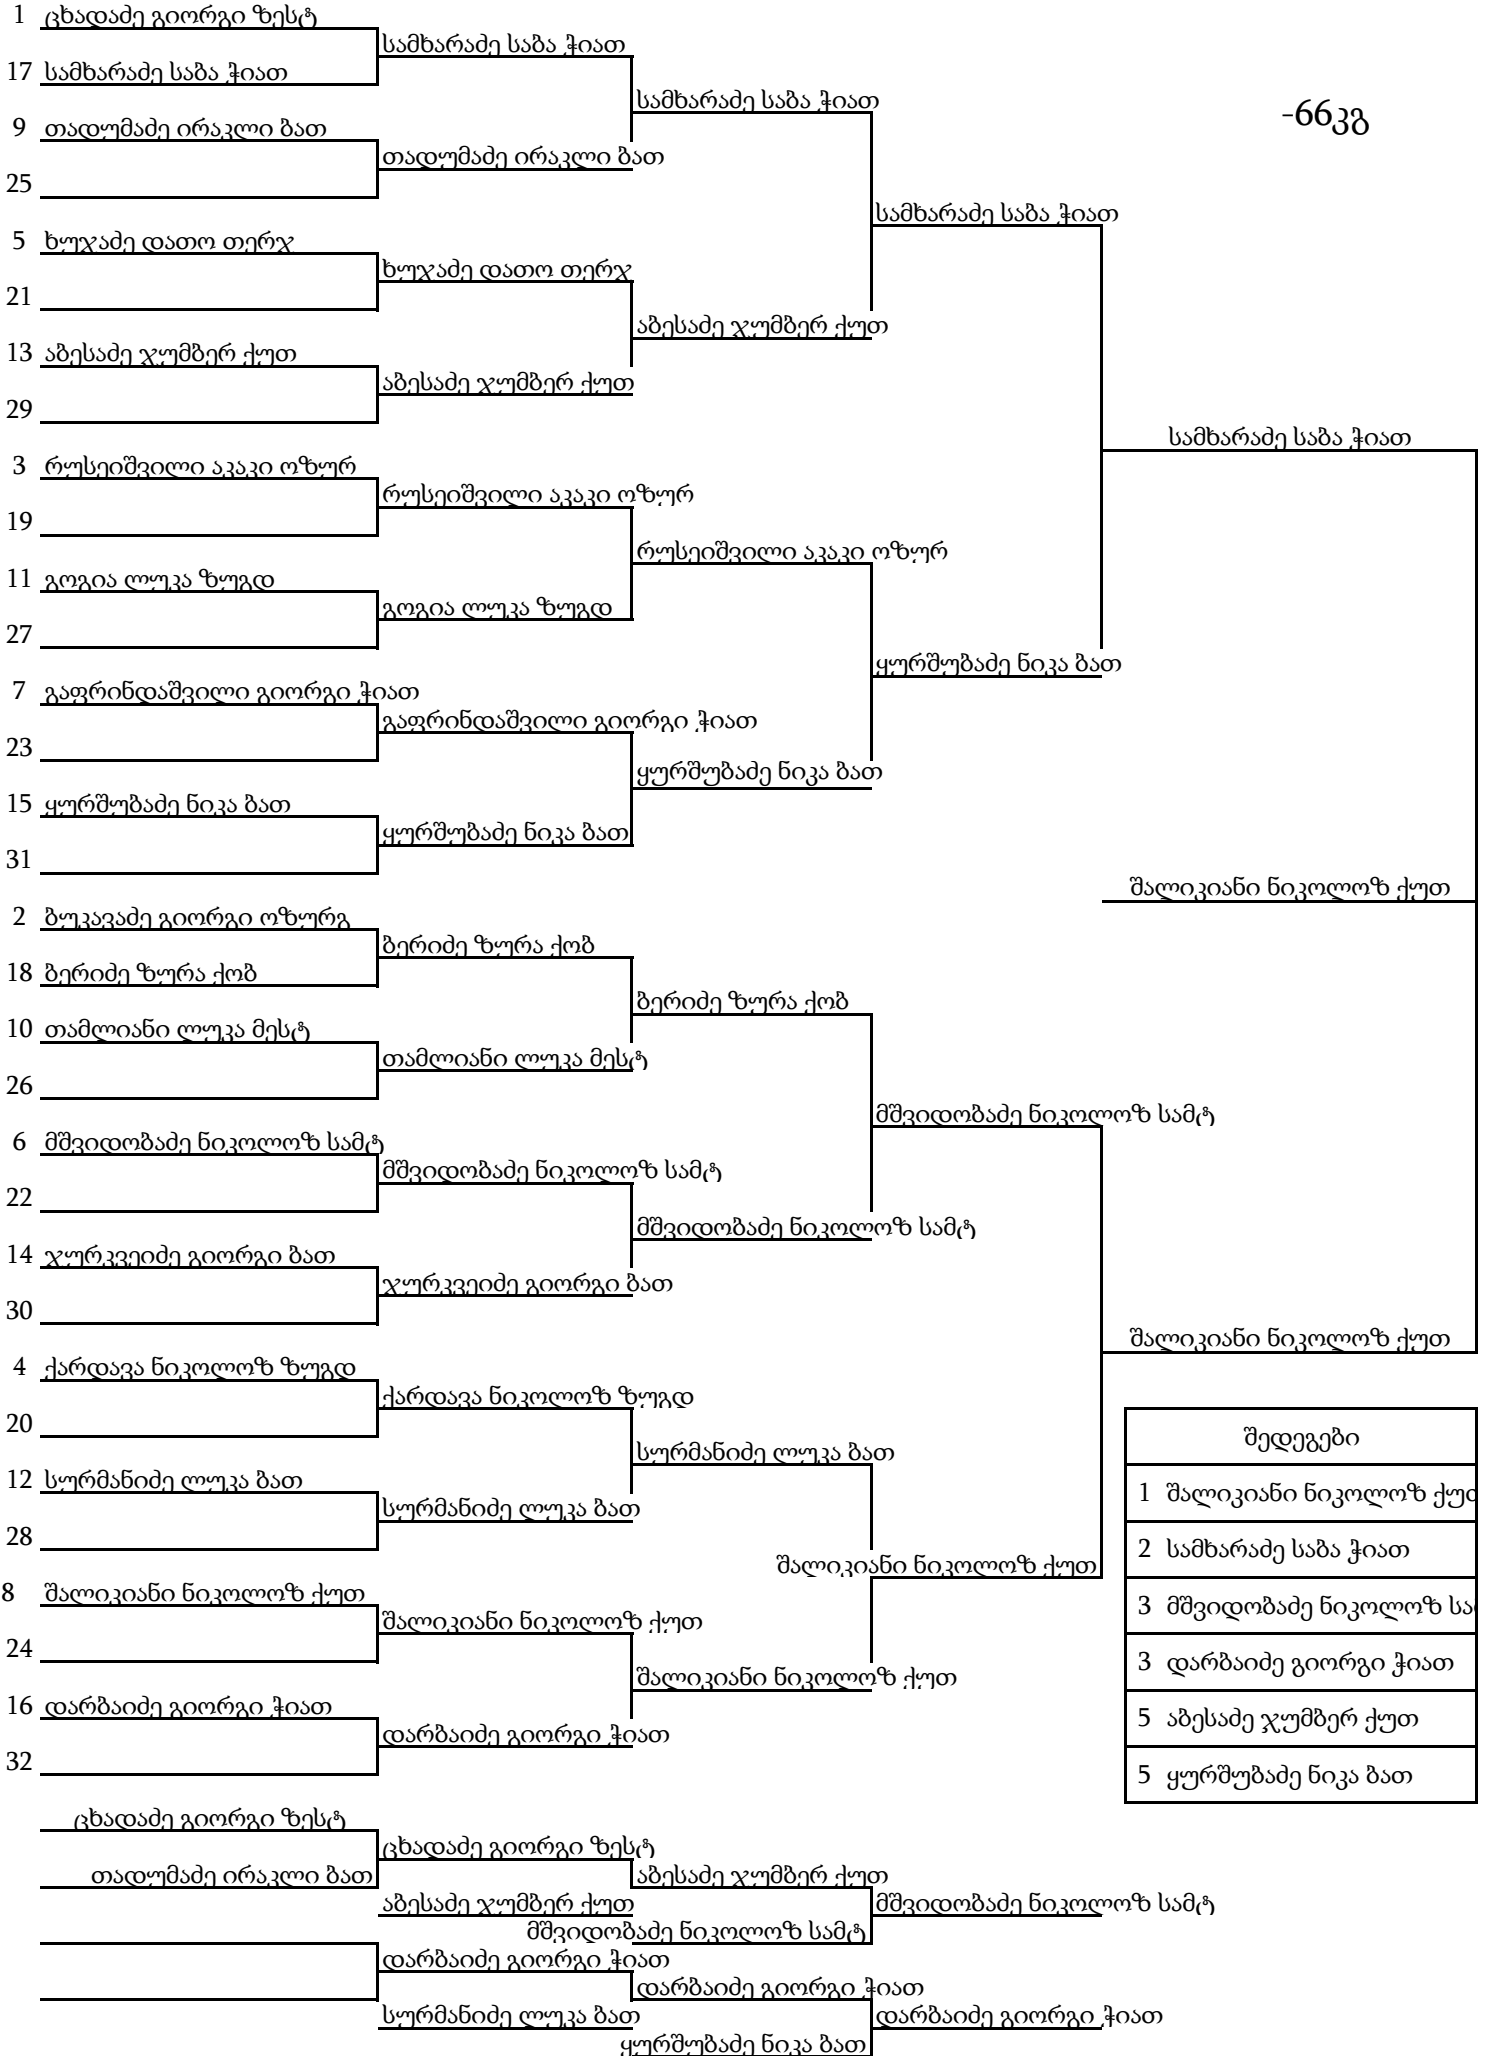 1 ცხადაძე გიორგი ზესტ
სამხარაძე საბა ჭიათ
17 სამხარაძე საბა ჭიათ
სამხარაძე საბა ჭიათ
-66კგ
9 თადუმაძე ირაკლი ბათ
თადუმაძე ირაკლი ბათ
25
სამხარაძე საბა ჭიათ
5 ხუჯაძე დათო თერჯ
ხუჯაძე დათო თერჯ
21
აბესაძე ჯუმბერ ქუთ
13 აბესაძე ჯუმბერ ქუთ
აბესაძე ჯუმბერ ქუთ
29
სამხარაძე საბა ჭიათ
3 რუსეიშვილი აკაკი ოზურ
რუსეიშვილი აკაკი ოზურ
19
რუსეიშვილი აკაკი ოზურ
11 გოგია ლუკა ზუგდ
გოგია ლუკა ზუგდ
27
ყურშუბაძე ნიკა ბათ
7 გაფრინდაშვილი გიორგი ჭიათ
გაფრინდაშვილი გიორგი ჭიათ
23
ყურშუბაძე ნიკა ბათ
15 ყურშუბაძე ნიკა ბათ
ყურშუბაძე ნიკა ბათ
31
შალიკიანი ნიკოლოზ ქუთ
2 ბუკავაძე გიორგი ოზურგ
ბერიძე ზურა ქობ
18 ბერიძე ზურა ქობ
ბერიძე ზურა ქობ
10 თამლიანი ლუკა მესტ
თამლიანი ლუკა მესტ
26
მშვიდობაძე ნიკოლოზ სამტ
6 მშვიდობაძე ნიკოლოზ სამტ
მშვიდობაძე ნიკოლოზ სამტ
22
მშვიდობაძე ნიკოლოზ სამტ
14 ჯურკვეიძე გიორგი ბათ
ჯურკვეიძე გიორგი ბათ
30
შალიკიანი ნიკოლოზ ქუთ
4 ქარდავა ნიკოლოზ ზუგდ
ქარდავა ნიკოლოზ ზუგდ
20
შედეგები
სურმანიძე ლუკა ბათ
12 სურმანიძე ლუკა ბათ
1 შალიკიანი ნიკოლოზ ქუთ
სურმანიძე ლუკა ბათ
28
2 სამხარაძე საბა ჭიათ
შალიკიანი ნიკოლოზ ქუთ
8 შალიკიანი ნიკოლოზ ქუთ
3 მშვიდობაძე ნიკოლოზ სა
შალიკიანი ნიკოლოზ ქუთ
24
3 დარბაიძე გიორგი ჭიათ
შალიკიანი ნიკოლოზ ქუთ
16 დარბაიძე გიორგი ჭიათ
5 აბესაძე ჯუმბერ ქუთ
დარბაიძე გიორგი ჭიათ
32
5 ყურშუბაძე ნიკა ბათ
ცხადაძე გიორგი ზესტ
ცხადაძე გიორგი ზესტ
თადუმაძე ირაკლი ბათ
აბესაძე ჯუმბერ ქუთ
აბესაძე ჯუმბერ ქუთ
მშვიდობაძე ნიკოლოზ სამტ
მშვიდობაძე ნიკოლოზ სამტ
დარბაიძე გიორგი ჭიათ
დარბაიძე გიორგი ჭიათ
სურმანიძე ლუკა ბათ
დარბაიძე გიორგი ჭიათ
ყურშუბაძე ნიკა ბათ